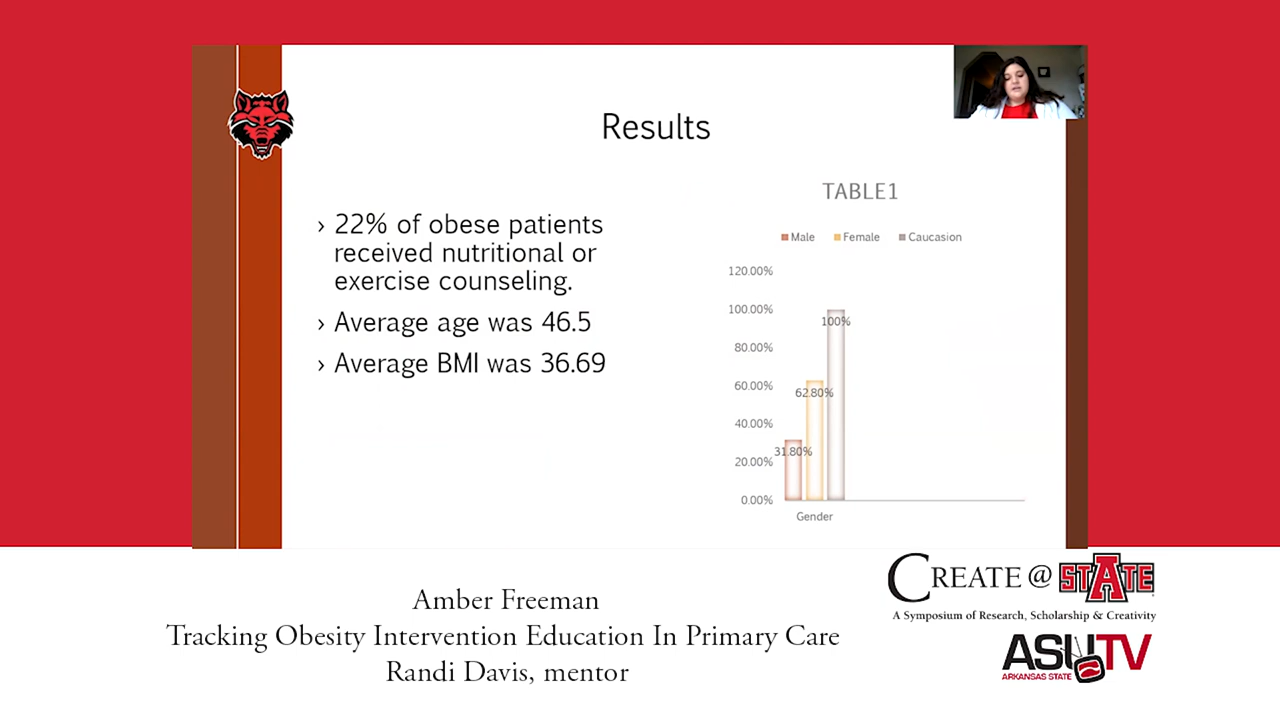 Results
› 22% of obese patients
received nutritional or
exercise counseling.
› Average age was 46.5
› Average BMI was 36.69
TABLE1
Male Female Caucasion
120.00%
100.00%
80.00%
60.00%
40.00%
20.00%
0.00%
31.80%
62.80%
100%
Gender
Amber Freeman
Tracking Obesity Intervention Education In Primary Care
Randi Davis, mentor
CREATE @ STATE
A Symposium of Research, Scholarship & Creativity
ASUTV
ARKANSAS STATE